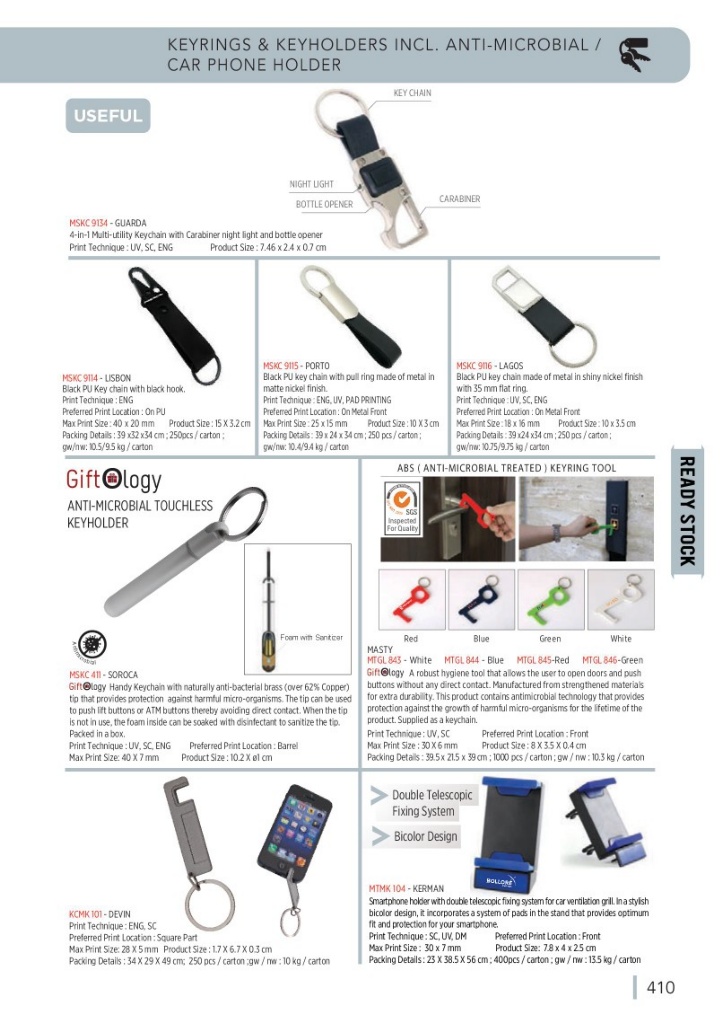 KEYRINGS & KEYHOLDERS INCL. ANTI-MICROBIAL /
CAR PHONE HOLDER
USEFUL
KEY CHAIN
NIGHT LIGHT
BOTTLE OPENER
CARABINER
MSKC 9134 - GUARDA
4-in-1 Multi-utility Keychain with Carabiner night light and bottle opener
Print Technique : UV, SC, ENG Product Size : 7.46 x 2.4 x 0.7 cm
MSKC 9114 - LISBON
Black PU Key chain with black hook.
Print Technique : ENG
Preferred Print Location : On PU
Max Print Size : 40 x 20 mm Product Size : 15 X 3.2 cm
Packing Details : 39 x32 x34 cm ; 250pcs / carton ;
gw/nw: 10.5/9.5 kg / carton
MSKC 9115 - PORTO
Black PU key chain with pull ring made of metal in
matte nickel finish.
Print Technique : ENG, UV, PAD PRINTING
Preferred Print Location : On Metal Front
Max Print Size : 25 x 15 mm Product Size : 10 X 3 cm
Packing Details : 39 x 24 x 34 cm ; 250 pcs / carton ;
gw/nw: 10.4/9.4 kg / carton
MSKC 9116 - LAGOS
Black PU key chain made of metal in shiny nickel finish
with 35 mm flat ring.
Print Technique : UV, SC, ENG
Preferred Print Location : On Metal Front
Max Print Size : 18 x 16 mm Product Size : 10 x 3.5 cm
Packing Details : 39 x24 x34 cm ; 250 pcs / carton ;
gw/nw: 10.75/9.75 kg / carton
READY STOCK
GiftOlogy
ANTI-MICROBIAL TOUCHLESS
KEYHOLDER
Foam with Sanitizer
Antimicrobial
MSKC 411 - SOROCA
GiftOlogy Handy Keychain with naturally anti-bacterial brass (over 62% Copper)
tip that provides protection against harmful micro-organisms. The tip can be used
to push lift buttons or ATM buttons thereby avoiding direct contact. When the tip
is not in use, the foam inside can be soaked with disinfectant to sanitize the tip.
Packed in a box.
Print Technique : UV, SC, ENG Preferred Print Location : Barrel
Max Print Size: 40 X 7 mm Product Size : 10.2 X ø1 cm
ABS ( ANTI-MICROBIAL TREATED ) KEYRING TOOL
SGS
Inspected
For Quality
Red Blue Green White
MASTY
MTGL 843 - White MTGL 844 - Blue MTGL 845-Red MTGL 846-Green
GiftOlogy A robust hygiene tool that allows the user to open doors and push
buttons without any direct contact. Manufactured from strengthened materials
for extra durability. This product contains antimicrobial technology that provides
protection against the growth of harmful micro-organisms for the lifetime of the
product. Supplied as a keychain.
Print Technique : UV, SC Preferred Print Location : Front
Max Print Size : 30 X 6 mm Product Size : 8 X 3.5 X 0.4 cm
Packing Details : 39.5 x 21.5 x 39 cm ; 1000 pcs / carton ; gw / nw : 10.3 kg / carton
KCMK 101 - DEVIN
Print Technique : ENG, SC
Preferred Print Location : Square Part
Max Print Size: 28 X 5 mm Product Size : 1.7 X 6.7 X 0.3 cm
Packing Details : 34 X 29 X 49 cm; 250 pcs / carton ;gw / nw : 10 kg / carton
Double Telescopic
Fixing System
Bicolor Design
BOLLORE
MTMK 104 - KERMAN
Smartphone holder with double telescopic fixing system for car ventilation grill. In a stylish
bicolor design, it incorporates a system of pads in the stand that provides optimum
fit and protection for your smartphone.
Print Technique : SC, UV, DM Preferred Print Location : Front
Max Print Size : 30 x 7 mm Product Size: 7.8 x 4 x 2.5 cm
Packing Details : 23 X 38.5 X 56 cm ; 400pcs / carton ; gw / nw : 13.5 kg / carton
410